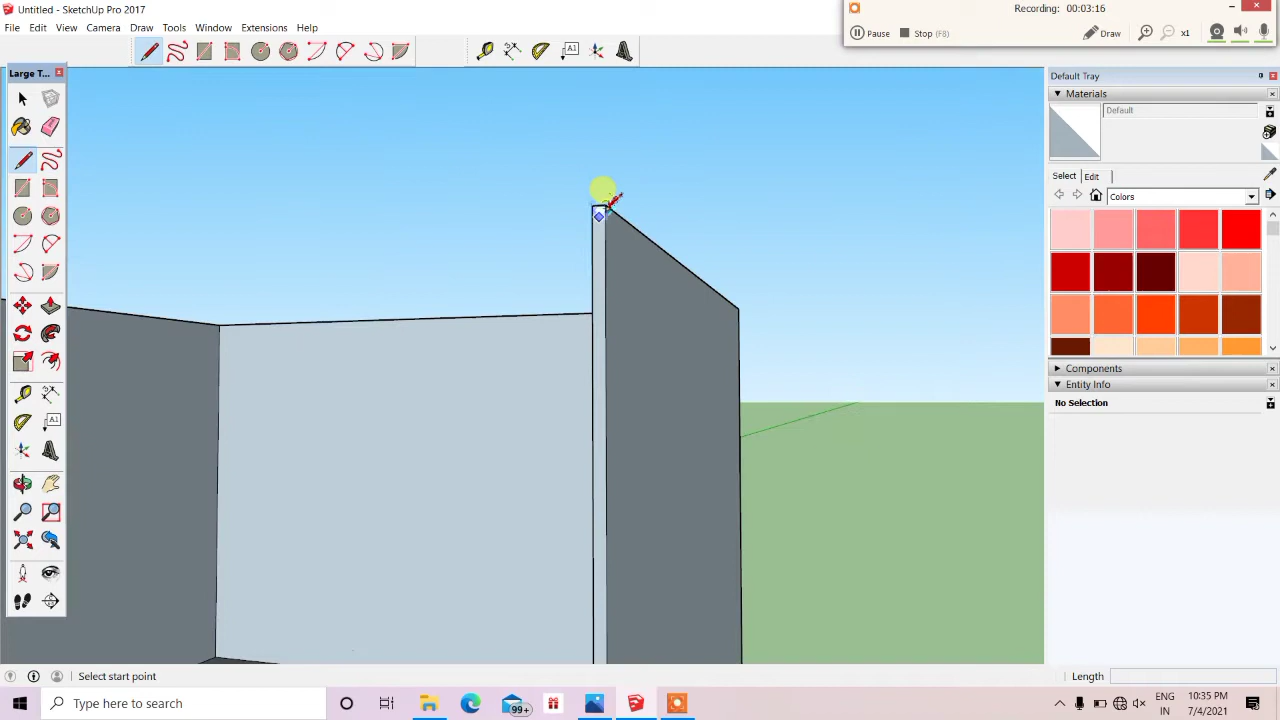 Untitled - SketchUp Pro 2017
Recording: 00:03:16
File Edit View Camera Draw Tools Window Extensions Help
Pause Stop (F8) Draw x1
A1
Large T...
Default Tray
Materials
Default
Select Edit
Colors
Components
Entity Info
No Selection
A1
Select start point
Length
Type here to search
99+
ENG
IN
10:35 PM
7/4/2021